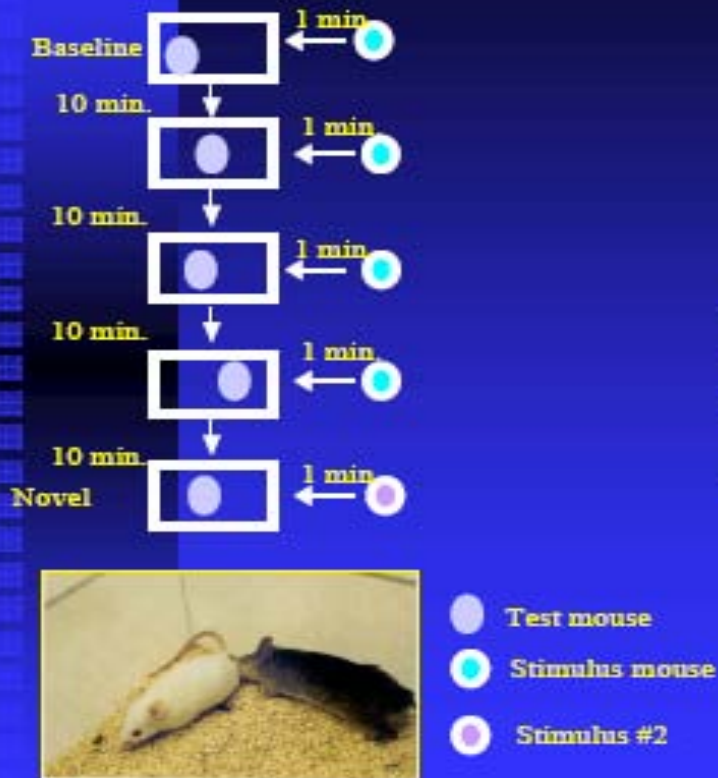 1 min.
Baseline
10 min.
1 min.
10 min.
1 min.
10 min.
1 min.
10 min.
1 min.
Novel
Test mouse
Stimulus mouse
Stimulus #2